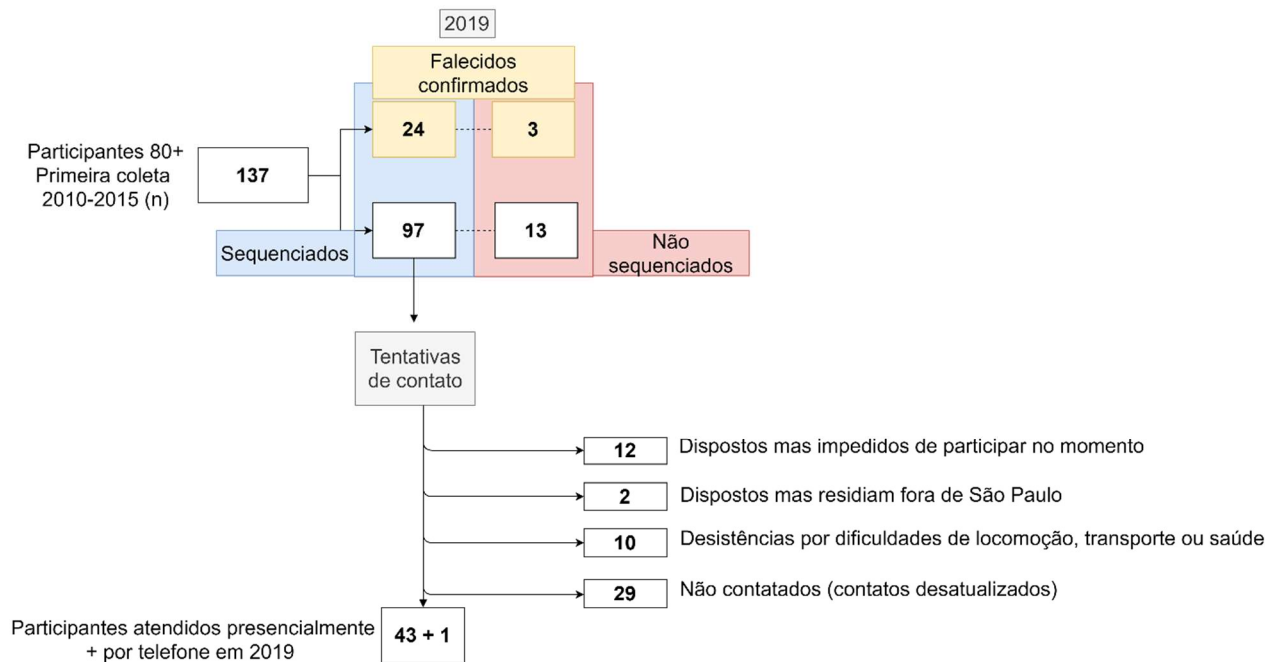 2019
Falecidos
confirmados
24
3
Participantes 80+
Primeira coleta
2010-2015 (n)
137
97
13
Sequenciados
Não
sequenciados
Tentativas
de contato
12
Dispostos mas impedidos de participar no momento
2
Dispostos mas residiam fora de São Paulo
10
Desistências por dificuldades de locomoção, transporte ou saúde
29
Não contatados (contatos desatualizados)
Participantes atendidos presencialmente
+ por telefone em 2019
43 + 1